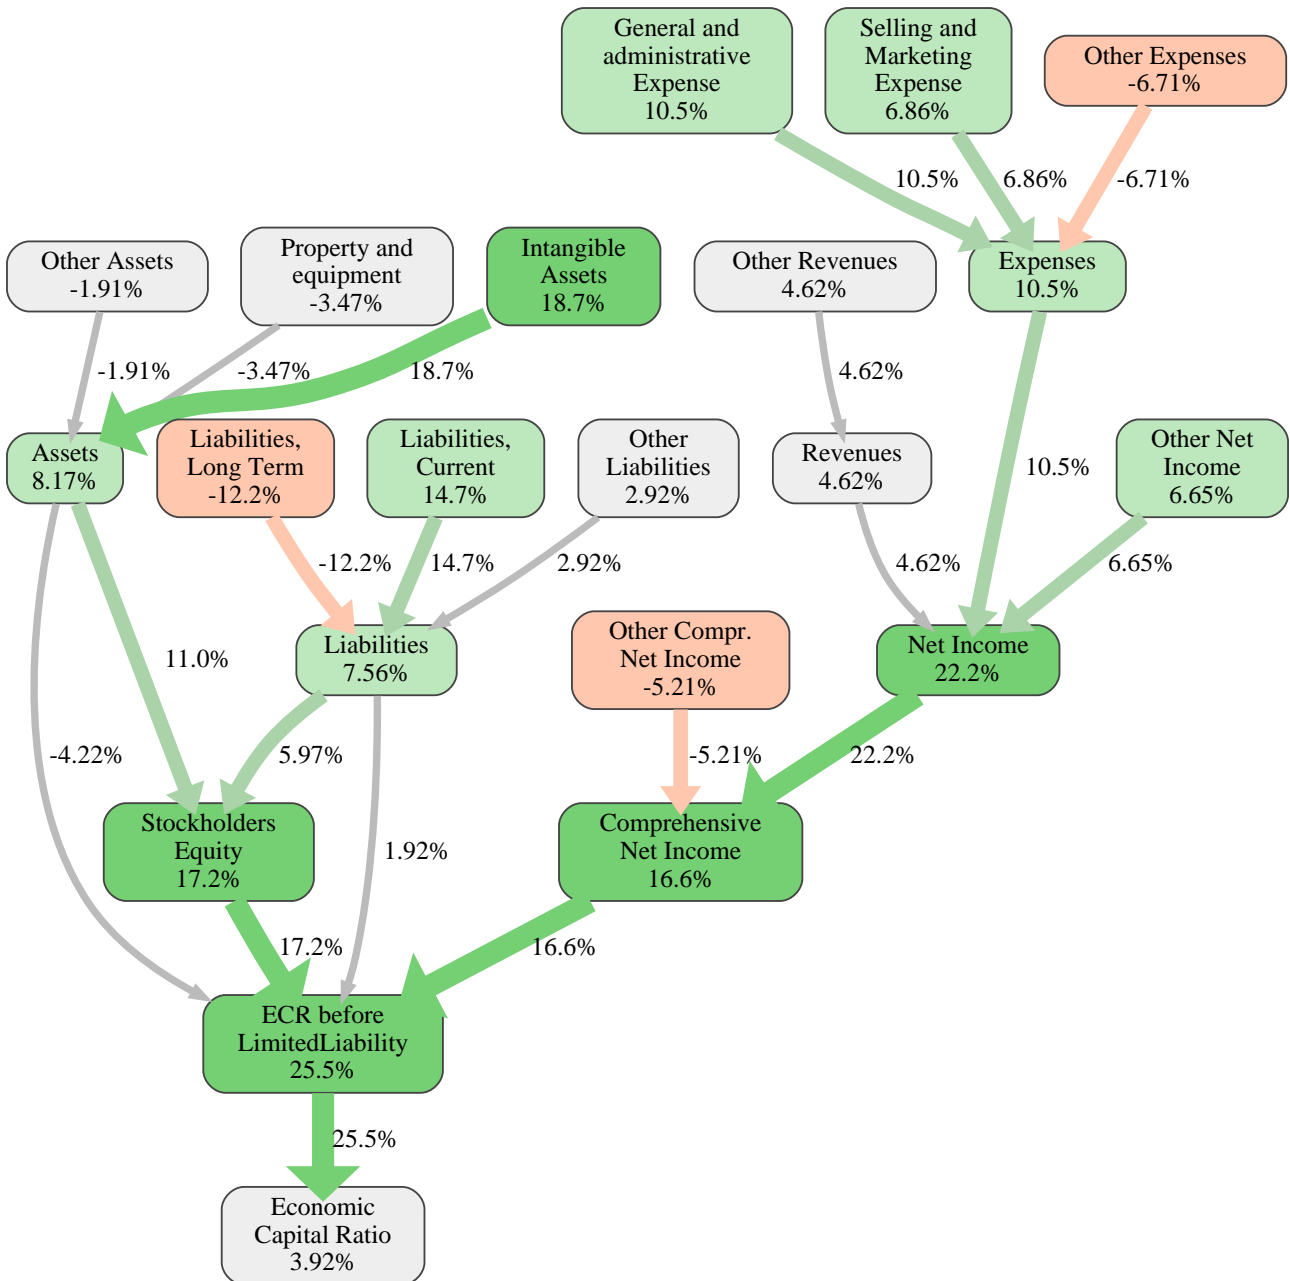 General and
administrative
Expense
10.5%
Selling and
Marketing
Expense
6.86%
Other Expenses
-6.71%
10.5%
6.86%
-6.71%
Other Assets
-1.91%
Property and
equipment
-3.47%
Intangible
Assets
18.7%
Other Revenues
4.62%
Expenses
10.5%
-1.91%
-3.47%
18.7%
4.62%
10.5%
Assets
8.17%
Liabilities,
Long Term
-12.2%
Liabilities,
Current
14.7%
Other
Liabilities
2.92%
Revenues
4.62%
Other Net
Income
6.65%
-12.2%
14.7%
2.92%
4.62%
6.65%
11.0%
Liabilities
7.56%
Other Compr.
Net Income
-5.21%
Net Income
22.2%
-4.22%
5.97%
-5.21%
22.2%
Stockholders
Equity
17.2%
1.92%
Comprehensive
Net Income
16.6%
17.2%
16.6%
ECR before
LimitedLiability
25.5%
25.5%
Economic
Capital Ratio
3.92%